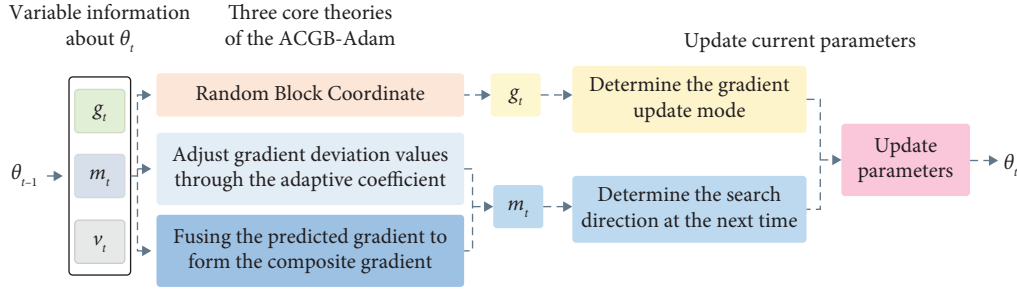 Variable information
about θt
Three core theories
of the ACGB-Adam
Update current parameters
θt–1
gt
mt
vt
Random Block Coordinate
Adjust gradient deviation values
through the adaptive coefficient
Fusing the predicted gradient to
form the composite gradient
gt
mt
Determine the gradient
update mode
Determine the search
direction at the next time
Update
parameters
θt